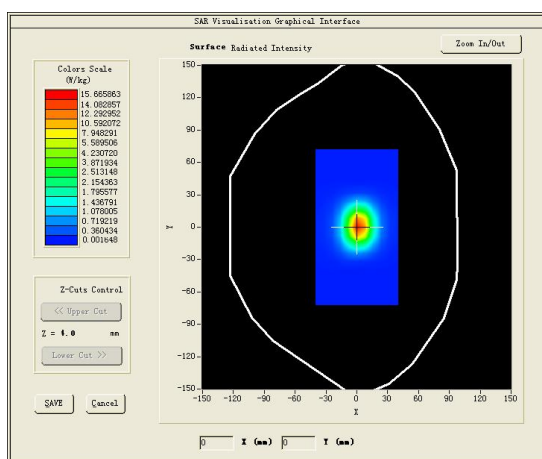 SAR Visualisation Graphical Interface
Surface Radiated Intensity
Zoom In/Out
Colors Scale
(W/kg)
15.665863
14.082857
12.292952
10.592072
7.948291
5.589506
4.230720
3.871934
2.513148
2.154363
1.795577
1.436791
1.078005
0.719219
0.360434
0.001648
Z-Cuts Control
<< Upper Cut
Z = 4.0 mm
Lower Cut >>
SAVE
Cancel
150
120
90
60
30
0
-30
-60
-90
-120
-150
Y
-150 -120 -90 -60 -30 0 30 60 90 120 150
X
0 X (mm) 0 Y (mm)